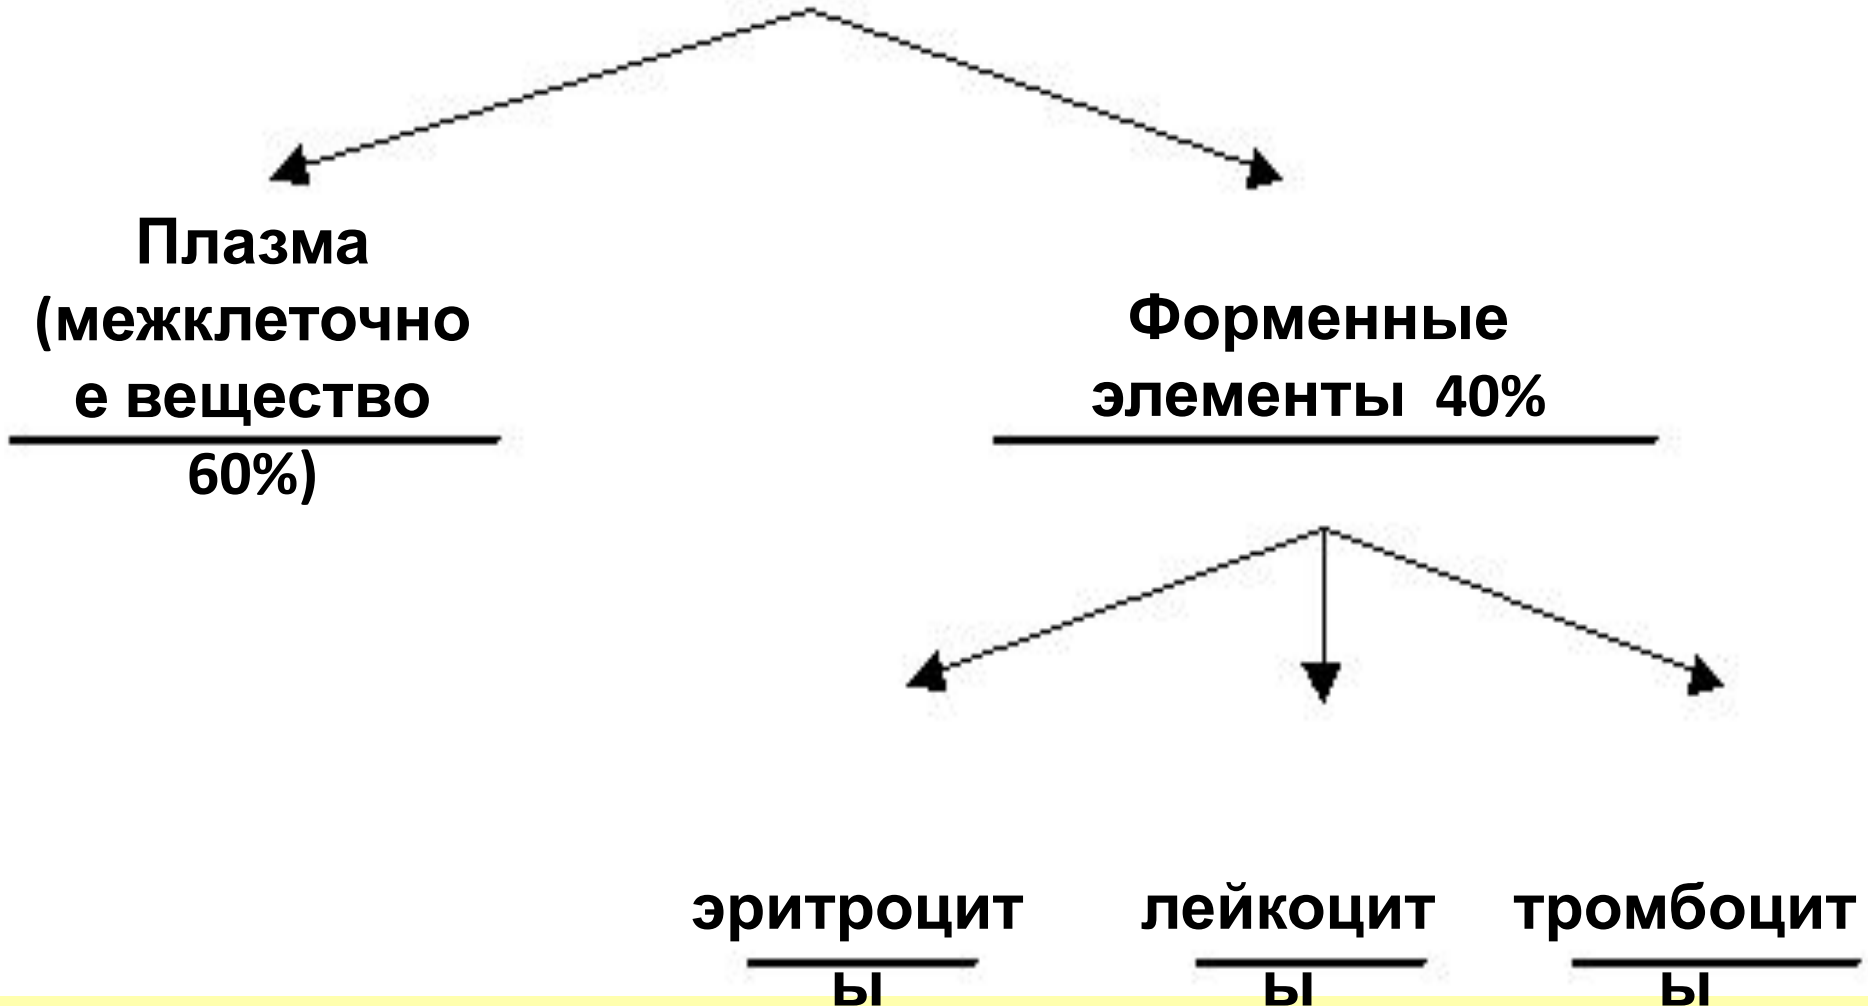 Плазма
(межклеточно
е вещество
60%)
Форменные
элементы 40%
эритроцит
ы
лейкоцит
ы
тромбоцит
ы